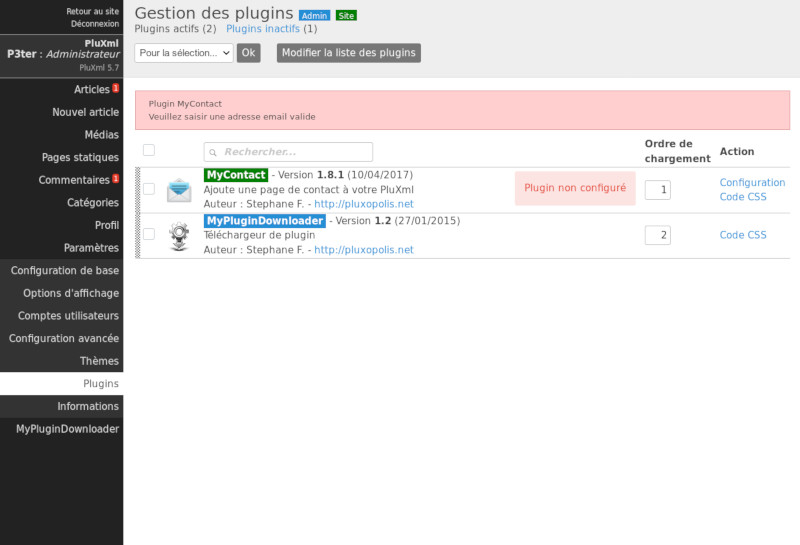 Retour au site
Déconnexion
PluXml
P3ter : Administrateur
PluXml 5.7
Articles 1
Nouvel article
Médias
Pages statiques
Commentaires 1
Catégories
Profil
Paramètres
Configuration de base
Options d'affichage
Comptes utilisateurs
Configuration avancée
Thèmes
Plugins
Informations
MyPluginDownloader
Gestion des plugins Admin Site
Plugins actifs (2) Plugins inactifs (1)
Pour la sélection... Ok Modifier la liste des plugins
Plugin MyContact
Veuillez saisir une adresse email valide
Rechercher... Ordre de chargement Action
MyContact - Version 1.8.1 (10/04/2017)
Ajoute une page de contact à votre PluXml
Auteur : Stephane F. - http://pluxopolis.net
Plugin non configuré
1
Configuration
Code CSS
MyPluginDownloader - Version 1.2 (27/01/2015)
Téléchargeur de plugin
Auteur : Stephane F. - http://pluxopolis.net
2
Code CSS